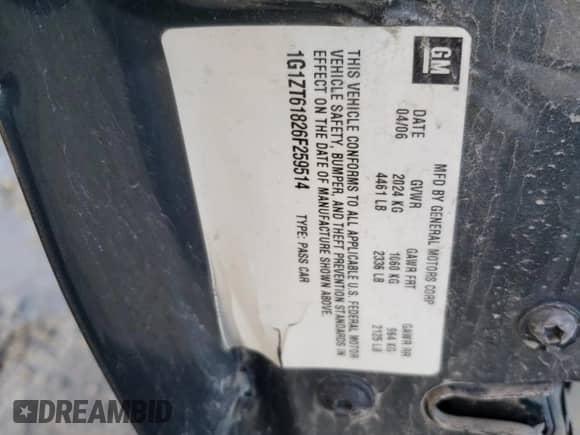 GM
MFD BY GENERAL MOTORS CORP
DATE GVWR GAWR FRT GAWR RR
04/06 2024 KG 1060 KG 964 KG
4461 LB 2336 LB 2125 LB
THIS VEHICLE CONFORMS TO ALL APPLICABLE U.S. FEDERAL MOTOR
VEHICLE SAFETY, BUMPER, AND THEFT PREVENTION STANDARDS IN
EFFECT ON THE DATE OF MANUFACTURE SHOWN ABOVE.
1G1ZT61826F259514 TYPE: PASS CAR
DREAMBID